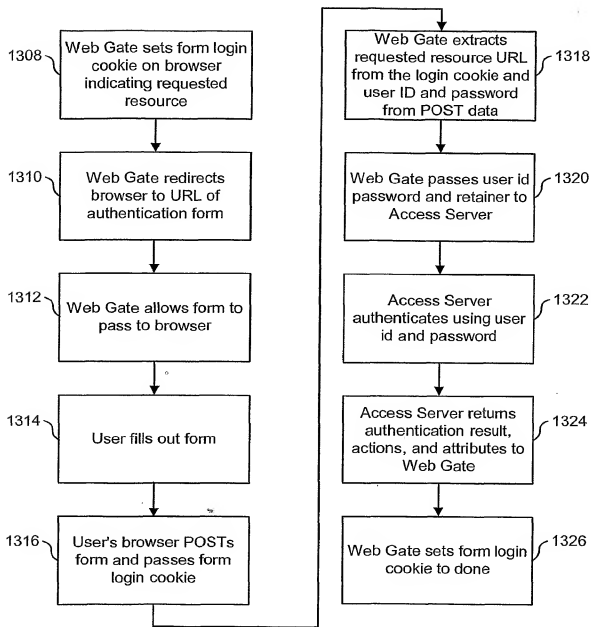 1308
Web Gate sets form login
cookie on browser
indicating requested
resource
1310
Web Gate redirects
browser to URL of
authentication form
1312
Web Gate allows form to
pass to browser
1314
User fills out form
1316
User's browser POSTs
form and passes form
login cookie
Web Gate extracts
requested resource URL
from the login cookie and
user ID and password
from POST data
1318
Web Gate passes user id
password and retainer to
Access Server
1320
Access Server
authenticates using user
id and password
1322
Access Server returns
authentication result,
actions, and attributes to
Web Gate
1324
Web Gate sets form login
cookie to done
1326